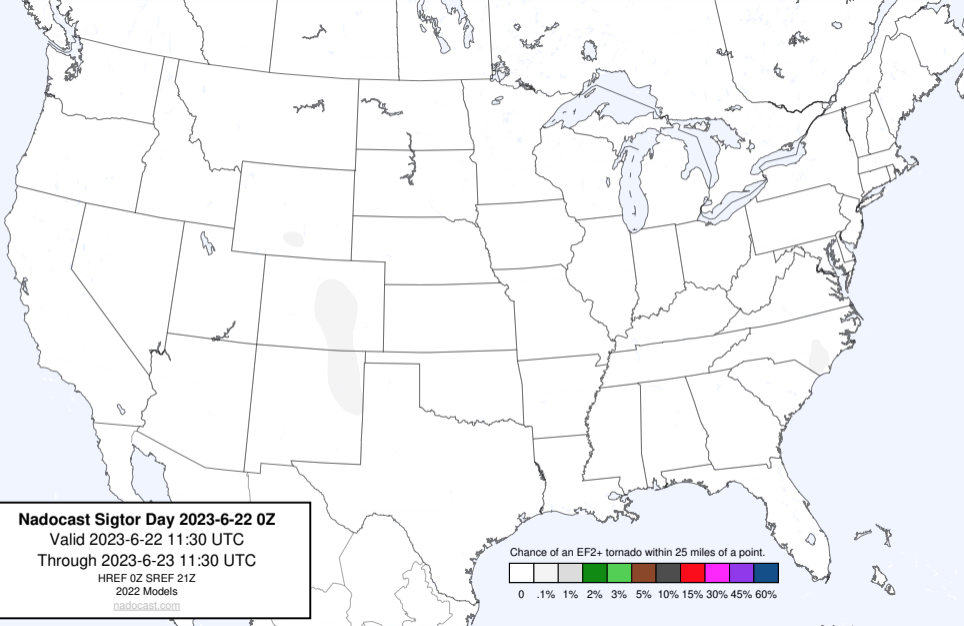 Nadocast Sigtor Day 2023-6-22 0Z
Valid 2023-6-22 11:30 UTC
Through 2023-6-23 11:30 UTC
HREF 0Z SREF 21Z
2022 Models
nadocast.com
Chance of an EF2+ tornado within 25 miles of a point.
0 .1% 1% 2% 3% 5% 10% 15% 30% 45% 60%